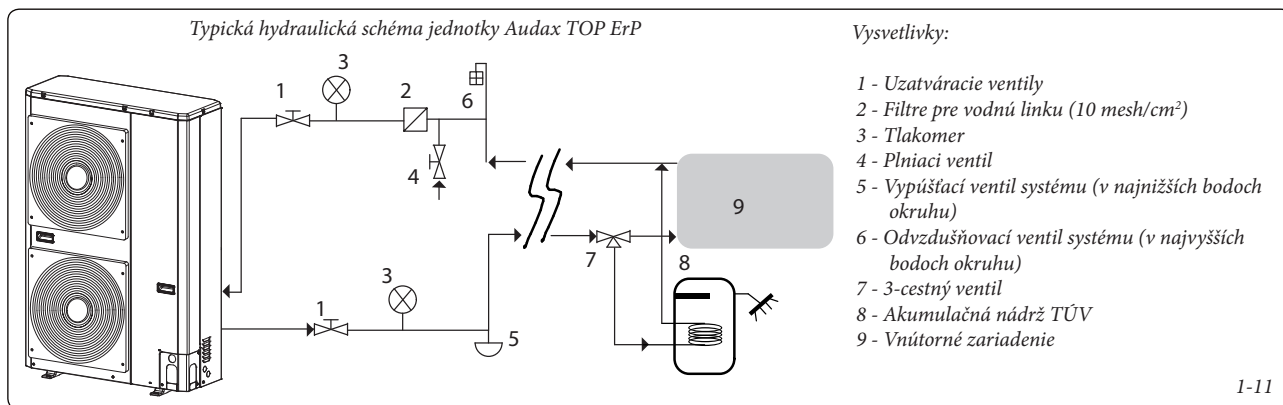 Typická hydraulická schéma jednotky Audax TOP ErP
1
3
2
6
4
9
7
8
1
3
5
Vysvetlivky:
1 - Uzatváracie ventily
2 - Filtre pre vodnú linku (10 mesh/cm²)
3 - Tlakomer
4 - Plniaci ventil
5 - Vypúšťací ventil systému (v najnižších bodoch
okruhu)
6 - Odvzdušňovací ventil systému (v najvyšších
bodoch okruhu)
7 - 3-cestný ventil
8 - Akumulačná nádrž TÚV
9 - Vnútorné zariadenie
1-11